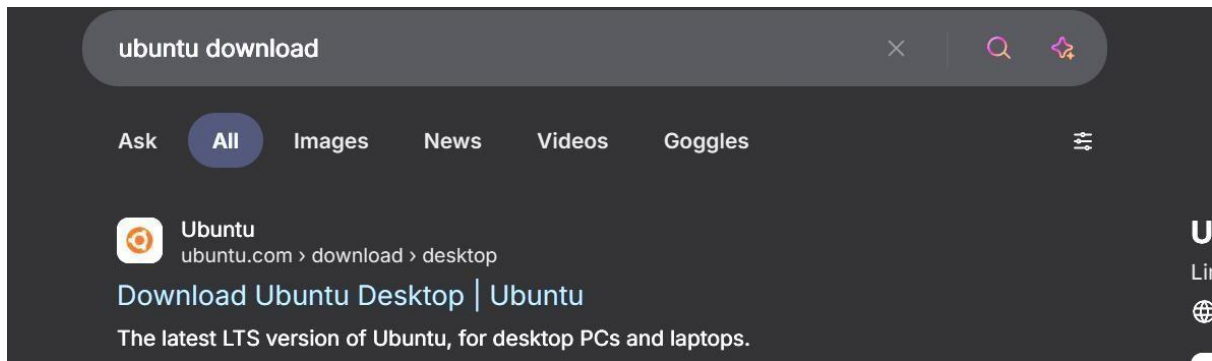 ubuntu download
Ask All Images News Videos Goggles
Ubuntu
ubuntu.com › download › desktop
Download Ubuntu Desktop | Ubuntu
The latest LTS version of Ubuntu, for desktop PCs and laptops.